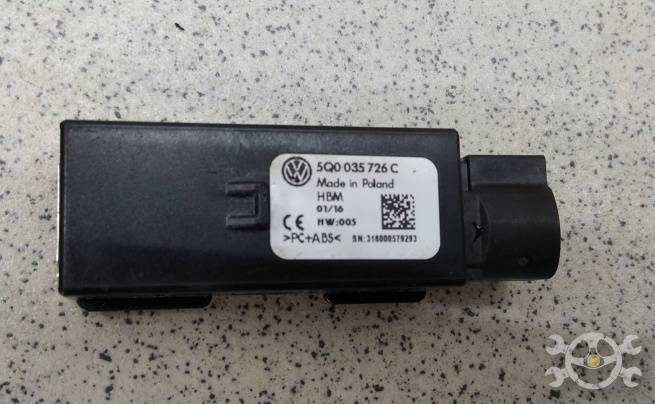 5Q0 035 726 C
Made in Poland
HBM
01/16
CE HW:005
>PC+ABS< SN:316000579293